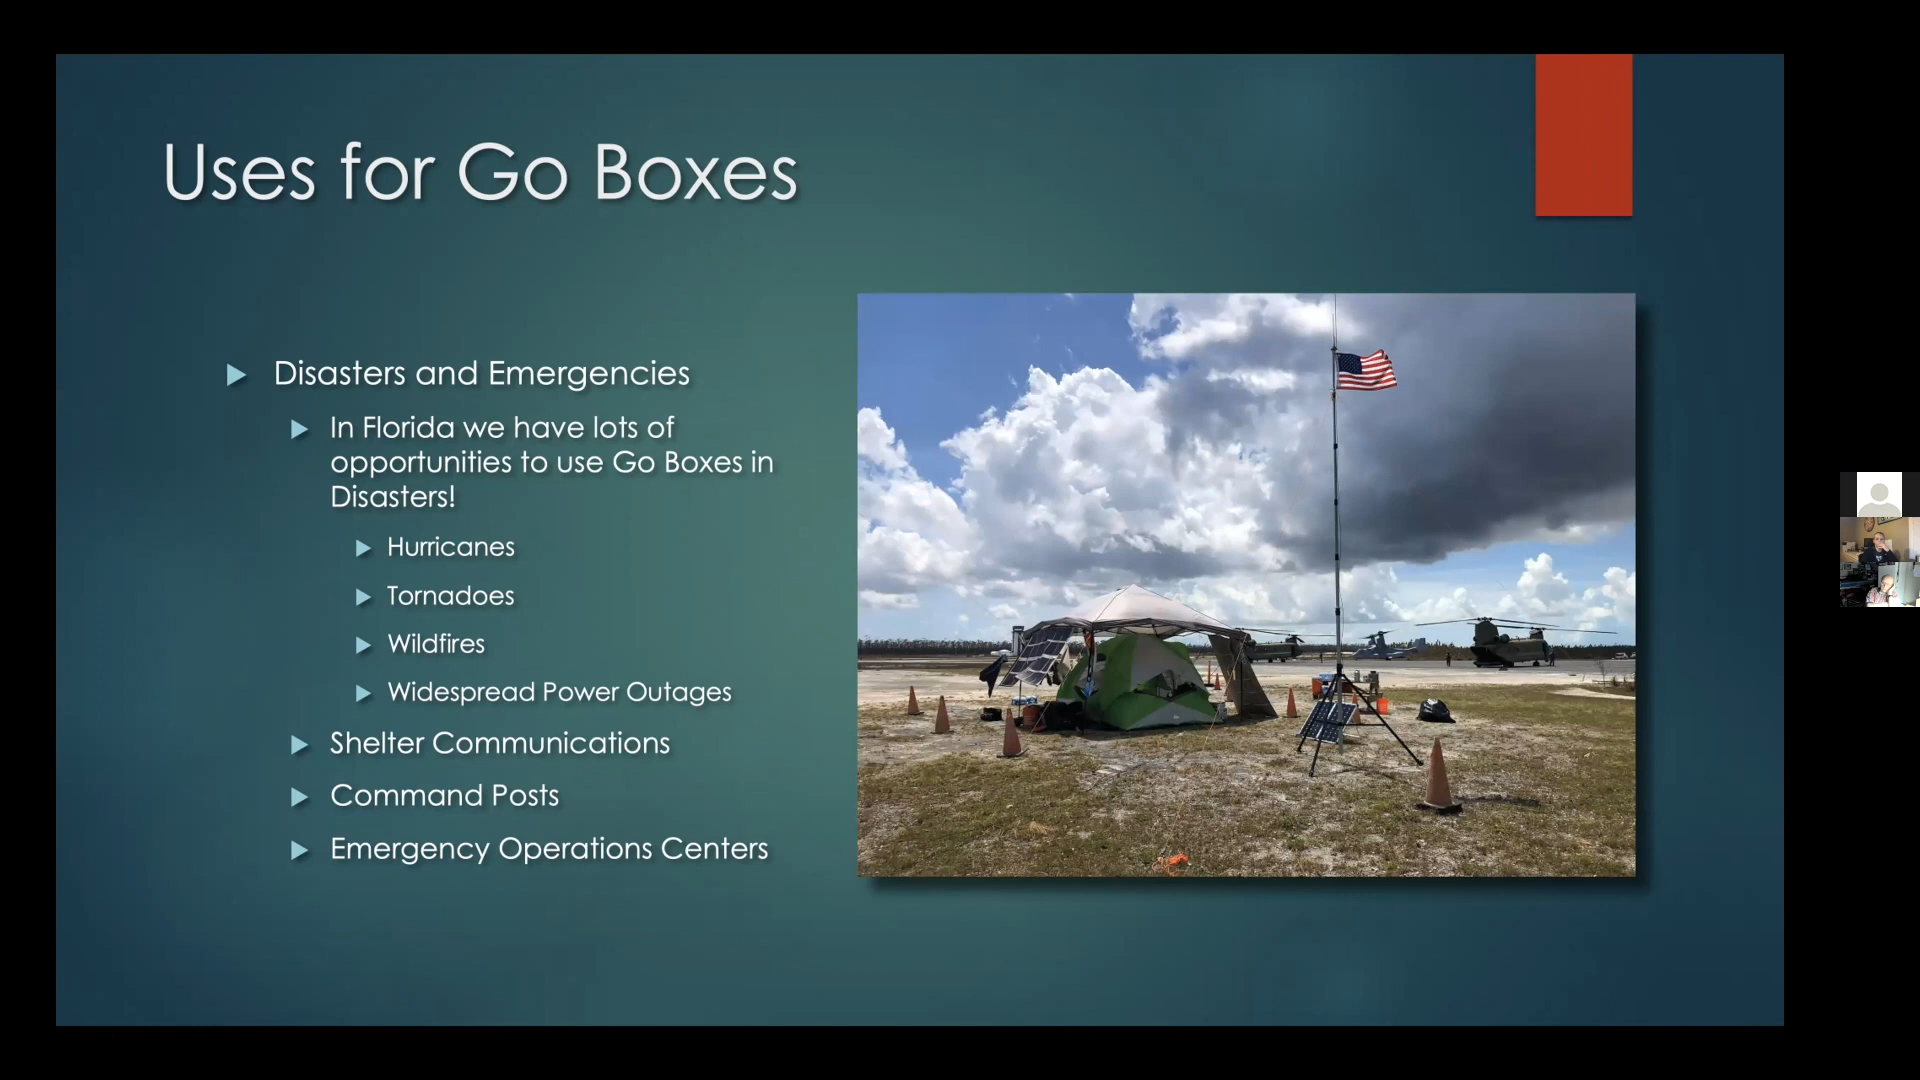 Uses for Go Boxes
Disasters and Emergencies
In Florida we have lots of
opportunities to use Go Boxes in
Disasters!
Hurricanes
Tornadoes
Wildfires
Widespread Power Outages
Shelter Communications
Command Posts
Emergency Operations Centers